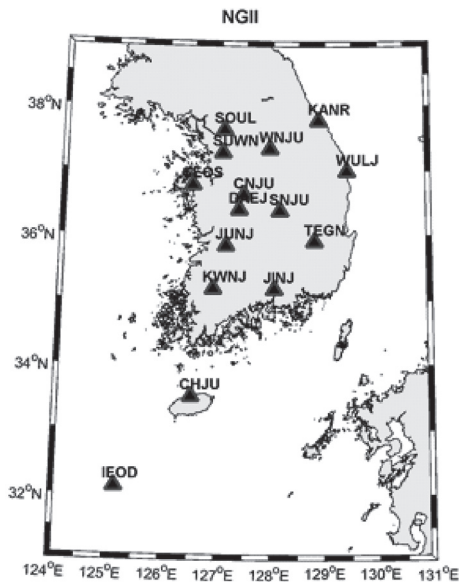 NGII
38°N
KANR
SOUL
SUWN
WNJU
WULJ
CNJU
DAEJ
SNJU
36°N
JUNJ
TEGN
KWNJ
JINJ
34°N
CHJU
IEOD
32°N
124°E
125°E
126°E
127°E
128°E
129°E
130°E
131°E